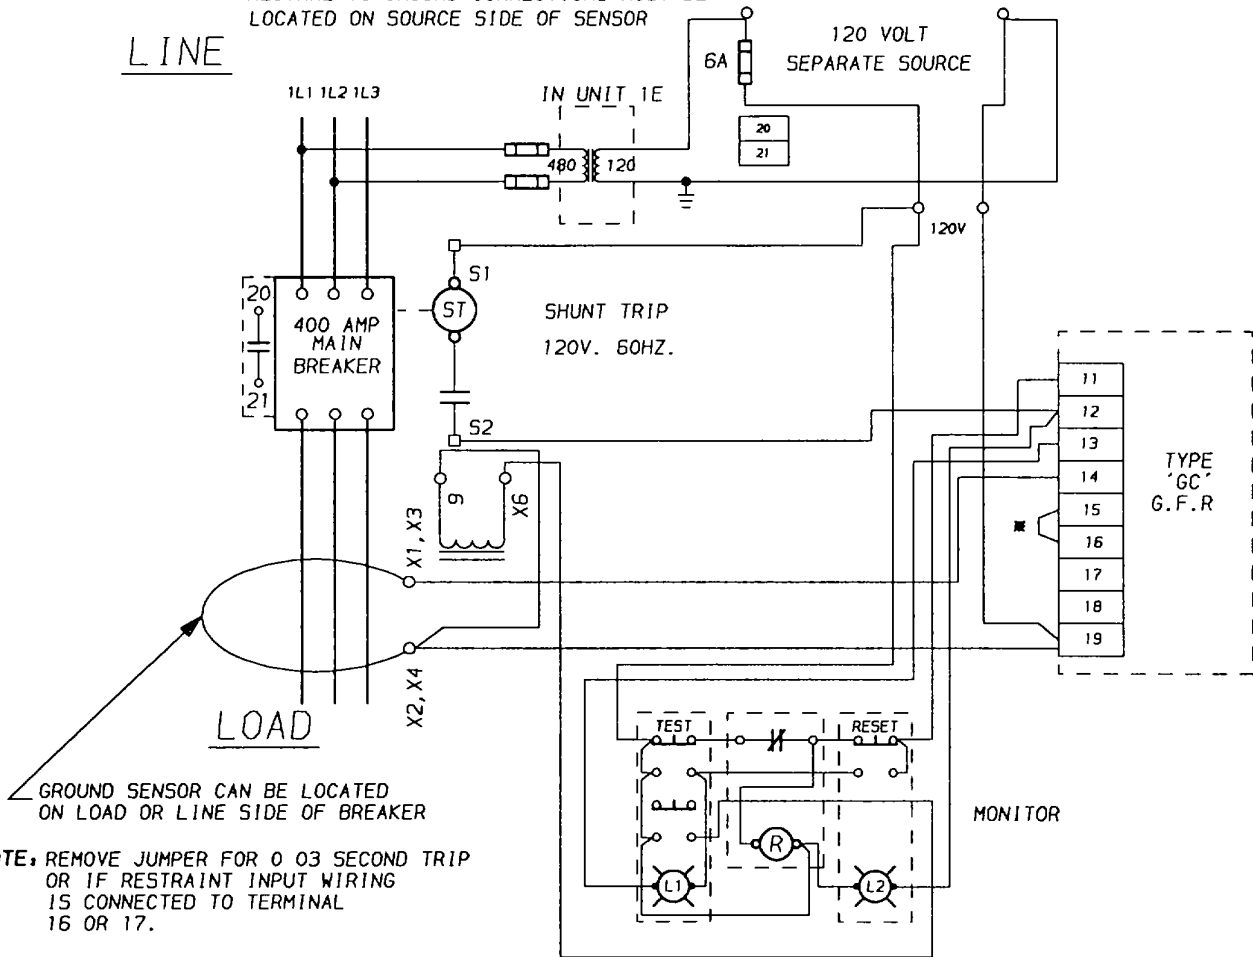 LOCATED ON SOURCE SIDE OF SENSOR
LINE
120 VOLT
SEPARATE SOURCE
6A
1L1 1L2 1L3
IN UNIT 1E
20
21
480
120
120V
S1
ST
SHUNT TRIP
120V. 60HZ.
20
21
400 AMP
MAIN
BREAKER
S2
9
X6
X1, X3
X2, X4
11
12
13
14
15
16
17
18
19
TYPE
'GC'
G.F.R
LOAD
TEST
RESET
R
L1
L2
MONITOR
GROUND SENSOR CAN BE LOCATED
ON LOAD OR LINE SIDE OF BREAKER
TE: REMOVE JUMPER FOR 0 03 SECOND TRIP
OR IF RESTRAINT INPUT WIRING
IS CONNECTED TO TERMINAL
16 OR 17.